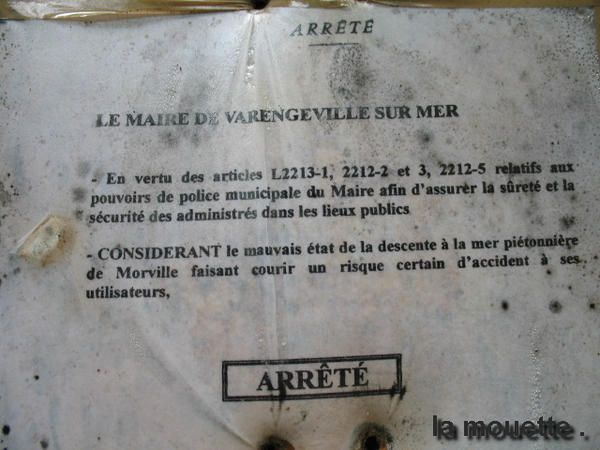 ARRÊTÉ
LE MAIRE DE VARENGEVILLE SUR MER
- En vertu des articles L2213-1, 2212-2 et 3, 2212-5 relatifs aux
pouvoirs de police municipale du Maire afin d'assurer la sûreté et la
sécurité des administrés dans les lieux publics
- CONSIDERANT le mauvais état de la descente à la mer piétonnière
de Morville faisant courir un risque certain d'accident à ses
utilisateurs,
ARRÊTÉ
la mouette .